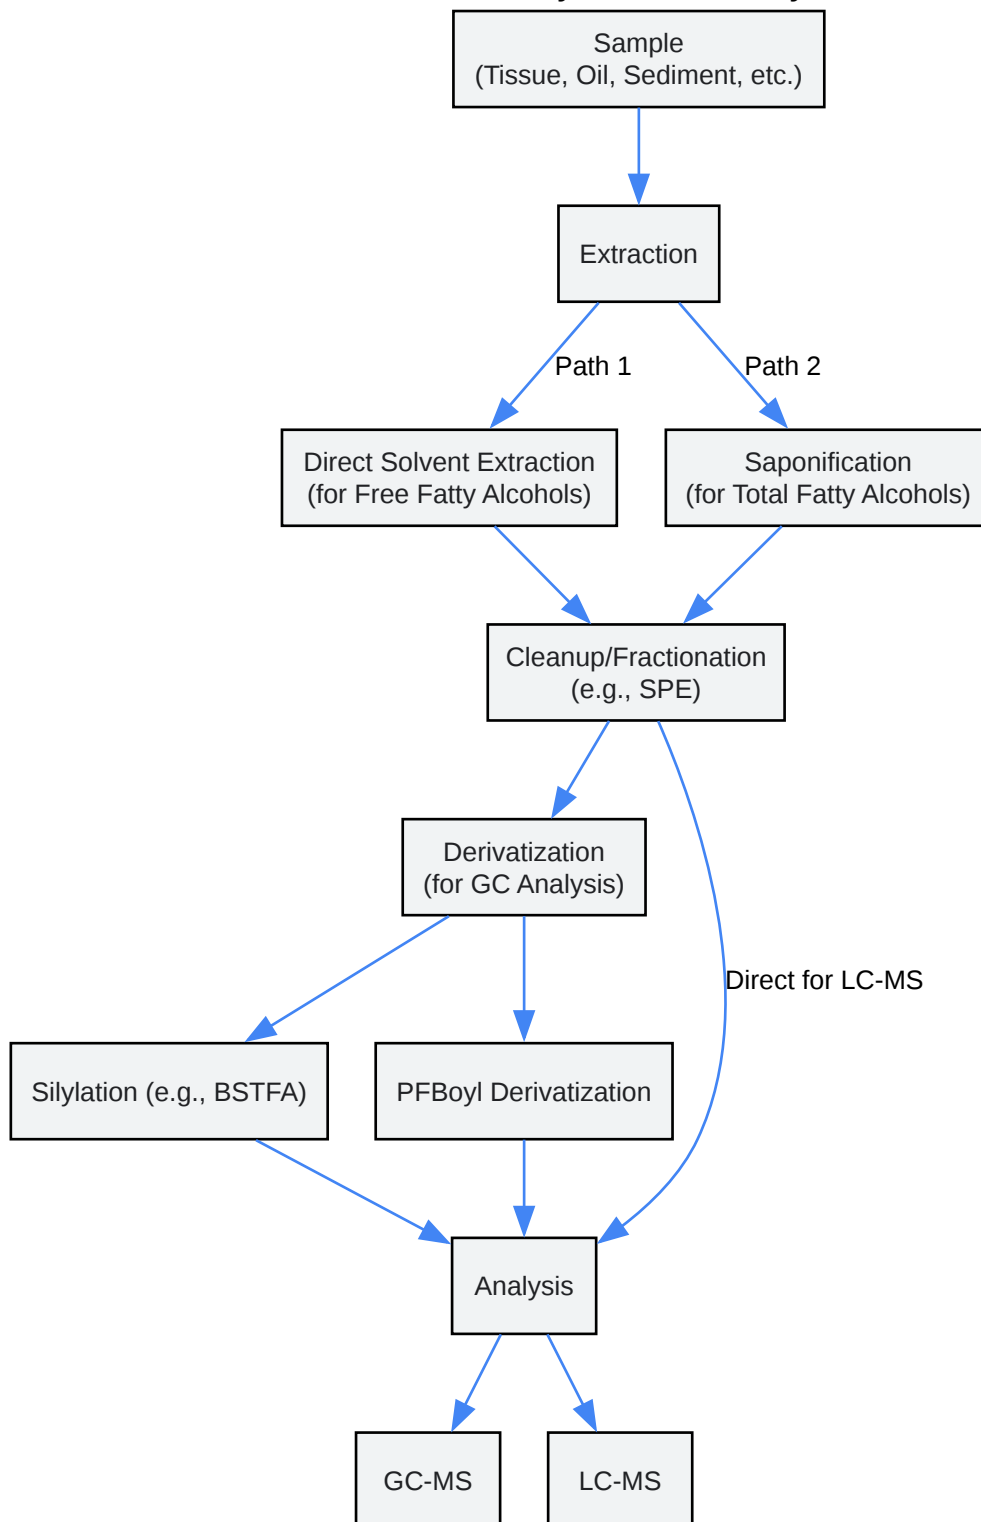 Sample
(Tissue, Oil, Sediment, etc.)
Extraction
Path 1
Path 2
Direct Solvent Extraction
(for Free Fatty Alcohols)
Saponification
(for Total Fatty Alcohols)
Cleanup/Fractionation
(e.g., SPE)
Derivatization
(for GC Analysis)
Direct for LC-MS
Silylation (e.g., BSTFA)
PFBoyl Derivatization
Analysis
GC-MS
LC-MS